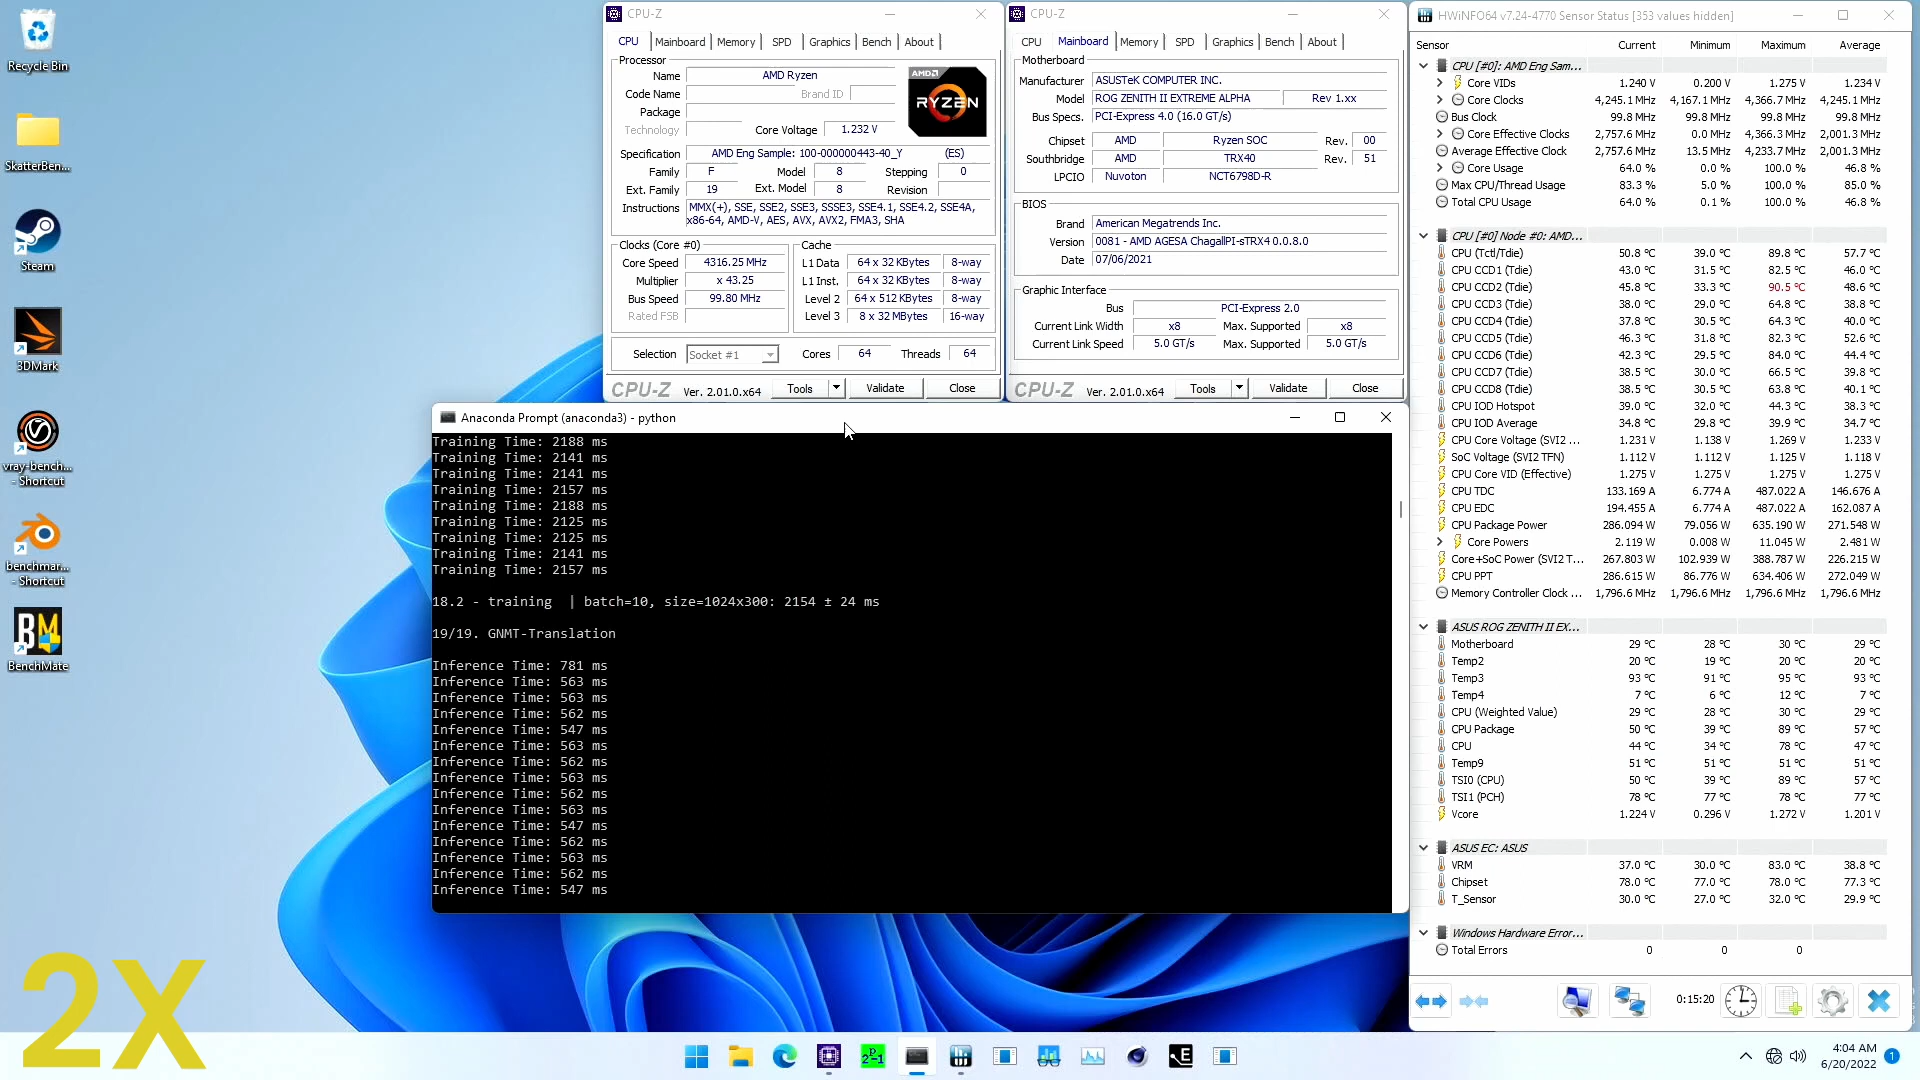 Recycle Bin
SkatterBen...
Steam
3DMark
vray-bench...
- Shortcut
benchmar...
- Shortcut
BenchMate
2X
CPU-Z
CPU Mainboard Memory SPD Graphics Bench About
Processor
Name AMD Ryzen
Code Name Brand ID
Package
Technology Core Voltage 1.232 V
AMD RYZEN
Specification AMD Eng Sample: 100-000000443-40_Y (ES)
Family F Model 8 Stepping 0
Ext. Family 19 Ext. Model 8 Revision
Instructions MMX(+), SSE, SSE2, SSE3, SSSE3, SSE4.1, SSE4.2, SSE4A,
x86-64, AMD-V, AES, AVX, AVX2, FMA3, SHA
Clocks (Core #0)
Core Speed 4316.25 MHz
Multiplier x 43.25
Bus Speed 99.80 MHz
Rated FSB
Cache
L1 Data 64 x 32 KBytes 8-way
L1 Inst. 64 x 32 KBytes 8-way
Level 2 64 x 512 KBytes 8-way
Level 3 8 x 32 MBytes 16-way
Selection Socket #1 Cores 64 Threads 64
CPU-Z Ver. 2.01.0.x64 Tools Validate Close
CPU-Z
CPU Mainboard Memory SPD Graphics Bench About
Motherboard
Manufacturer ASUSTeK COMPUTER INC.
Model ROG ZENITH II EXTREME ALPHA Rev 1.xx
Bus Specs. PCI-Express 4.0 (16.0 GT/s)
Chipset AMD Ryzen SOC Rev. 00
Southbridge AMD TRX40 Rev. 51
LPCIO Nuvoton NCT6798D-R
BIOS
Brand American Megatrends Inc.
Version 0081 - AMD AGESA ChagallPI-sTRX4 0.0.8.0
Date 07/06/2021
Graphic Interface
Bus PCI-Express 2.0
Current Link Width x8 Max. Supported x8
Current Link Speed 5.0 GT/s Max. Supported 5.0 GT/s
CPU-Z Ver. 2.01.0.x64 Tools Validate Close
Anaconda Prompt (anaconda3) - python
Training Time: 2188 ms
Training Time: 2141 ms
Training Time: 2141 ms
Training Time: 2157 ms
Training Time: 2188 ms
Training Time: 2125 ms
Training Time: 2125 ms
Training Time: 2141 ms
Training Time: 2157 ms
18.2 - training | batch=10, size=1024x300: 2154 ± 24 ms
19/19. GNMT-Translation
Inference Time: 781 ms
Inference Time: 563 ms
Inference Time: 563 ms
Inference Time: 562 ms
Inference Time: 547 ms
Inference Time: 563 ms
Inference Time: 562 ms
Inference Time: 563 ms
Inference Time: 562 ms
Inference Time: 563 ms
Inference Time: 547 ms
Inference Time: 562 ms
Inference Time: 563 ms
Inference Time: 562 ms
Inference Time: 547 ms
HWiNFO64 v7.24-4770 Sensor Status [353 values hidden]
Sensor Current Minimum Maximum Average
CPU [#0]: AMD Eng Sam...
Core VIDs 1.240 V 0.200 V 1.275 V 1.234 V
Core Clocks 4,245.1 MHz 4,167.1 MHz 4,366.7 MHz 4,245.1 MHz
Bus Clock 99.8 MHz 99.8 MHz 99.8 MHz 99.8 MHz
Core Effective Clocks 2,757.6 MHz 0.0 MHz 4,366.3 MHz 2,001.3 MHz
Average Effective Clock 2,757.6 MHz 13.5 MHz 4,233.7 MHz 2,001.3 MHz
Core Usage 64.0 % 0.0 % 100.0 % 46.8 %
Max CPU/Thread Usage 83.3 % 5.0 % 100.0 % 85.0 %
Total CPU Usage 64.0 % 0.1 % 100.0 % 46.8 %
CPU [#0] Node #0: AMD...
CPU (Tctl/Tdie) 50.8 °C 39.0 °C 89.8 °C 57.7 °C
CPU CCD1 (Tdie) 43.0 °C 31.5 °C 82.5 °C 46.0 °C
CPU CCD2 (Tdie) 45.8 °C 33.3 °C 90.5 °C 48.6 °C
CPU CCD3 (Tdie) 38.0 °C 29.0 °C 64.8 °C 38.8 °C
CPU CCD4 (Tdie) 37.8 °C 30.5 °C 64.3 °C 40.0 °C
CPU CCD5 (Tdie) 46.3 °C 31.8 °C 82.3 °C 52.6 °C
CPU CCD6 (Tdie) 42.3 °C 29.5 °C 84.0 °C 44.4 °C
CPU CCD7 (Tdie) 38.5 °C 30.0 °C 66.5 °C 39.8 °C
CPU CCD8 (Tdie) 38.5 °C 30.5 °C 63.8 °C 40.1 °C
CPU IOD Hotspot 39.0 °C 32.0 °C 44.3 °C 38.3 °C
CPU IOD Average 34.8 °C 29.8 °C 39.9 °C 34.7 °C
CPU Core Voltage (SVI2 ... 1.231 V 1.138 V 1.269 V 1.233 V
SoC Voltage (SVI2 TFN) 1.112 V 1.112 V 1.125 V 1.118 V
CPU Core VID (Effective) 1.275 V 1.275 V 1.275 V 1.275 V
CPU TDC 133.169 A 6.774 A 487.022 A 146.676 A
CPU EDC 194.455 A 6.774 A 487.022 A 162.087 A
CPU Package Power 286.094 W 79.056 W 635.190 W 271.548 W
Core Powers 2.119 W 0.008 W 11.045 W 2.481 W
Core+SoC Power (SVI2 T... 267.803 W 102.939 W 388.787 W 226.215 W
CPU PPT 286.615 W 86.776 W 634.406 W 272.049 W
Memory Controller Clock ... 1,796.6 MHz 1,796.6 MHz 1,796.6 MHz 1,796.6 MHz
ASUS ROG ZENITH II EX...
Motherboard 29 °C 28 °C 30 °C 29 °C
Temp2 20 °C 19 °C 20 °C 20 °C
Temp3 93 °C 91 °C 95 °C 93 °C
Temp4 7 °C 6 °C 12 °C 7 °C
CPU (Weighted Value) 29 °C 28 °C 30 °C 29 °C
CPU Package 50 °C 39 °C 89 °C 57 °C
CPU 44 °C 34 °C 78 °C 47 °C
Temp9 51 °C 51 °C 51 °C 51 °C
TSI0 (CPU) 50 °C 39 °C 89 °C 57 °C
TSI1 (PCH) 78 °C 77 °C 78 °C 77 °C
Vcore 1.224 V 0.296 V 1.272 V 1.201 V
ASUS EC: ASUS
VRM 37.0 °C 30.0 °C 83.0 °C 38.8 °C
Chipset 78.0 °C 77.0 °C 78.0 °C 77.3 °C
T_Sensor 30.0 °C 27.0 °C 32.0 °C 29.9 °C
Windows Hardware Error...
Total Errors 0 0 0
0:15:20
4:04 AM
6/20/2022
1